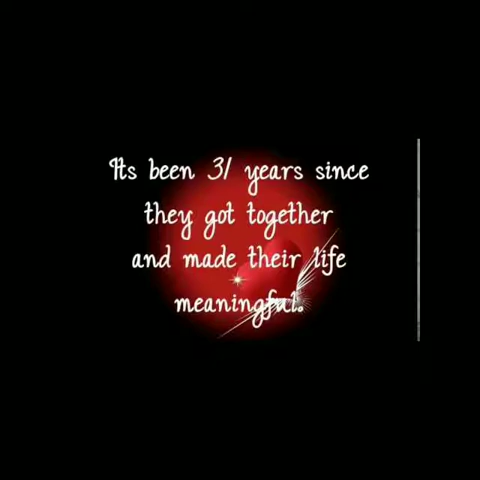 Its been 31 years since
they got together
and made their life
meaningful.